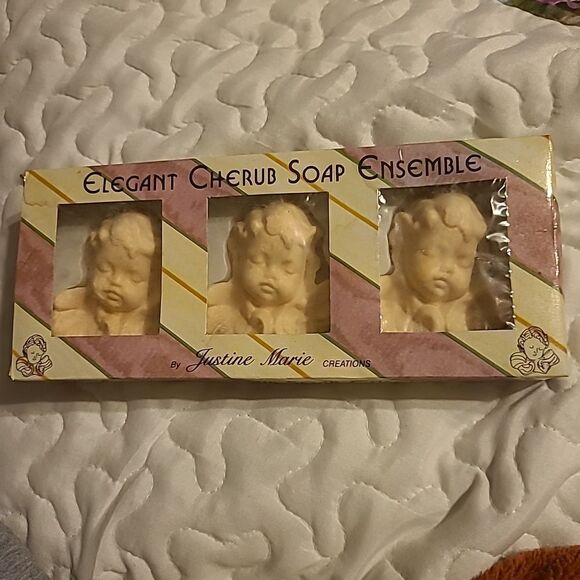 Elegant Cherub Soap Ensemble
By Justine Marie Creations